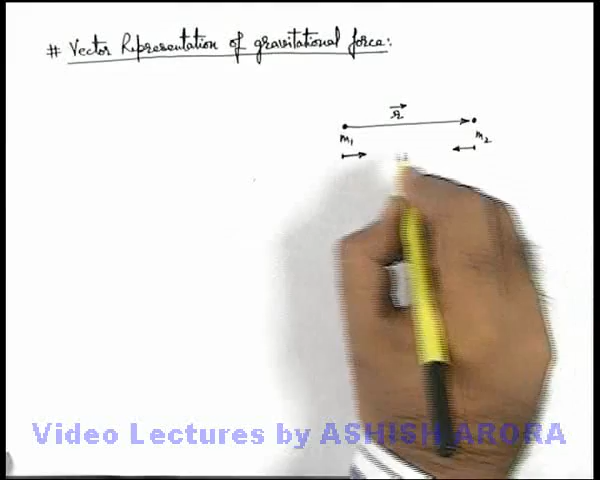 # Vector Representation of gravitational force:
r
m1 m2
Video Lectures by ASHISH ARORA